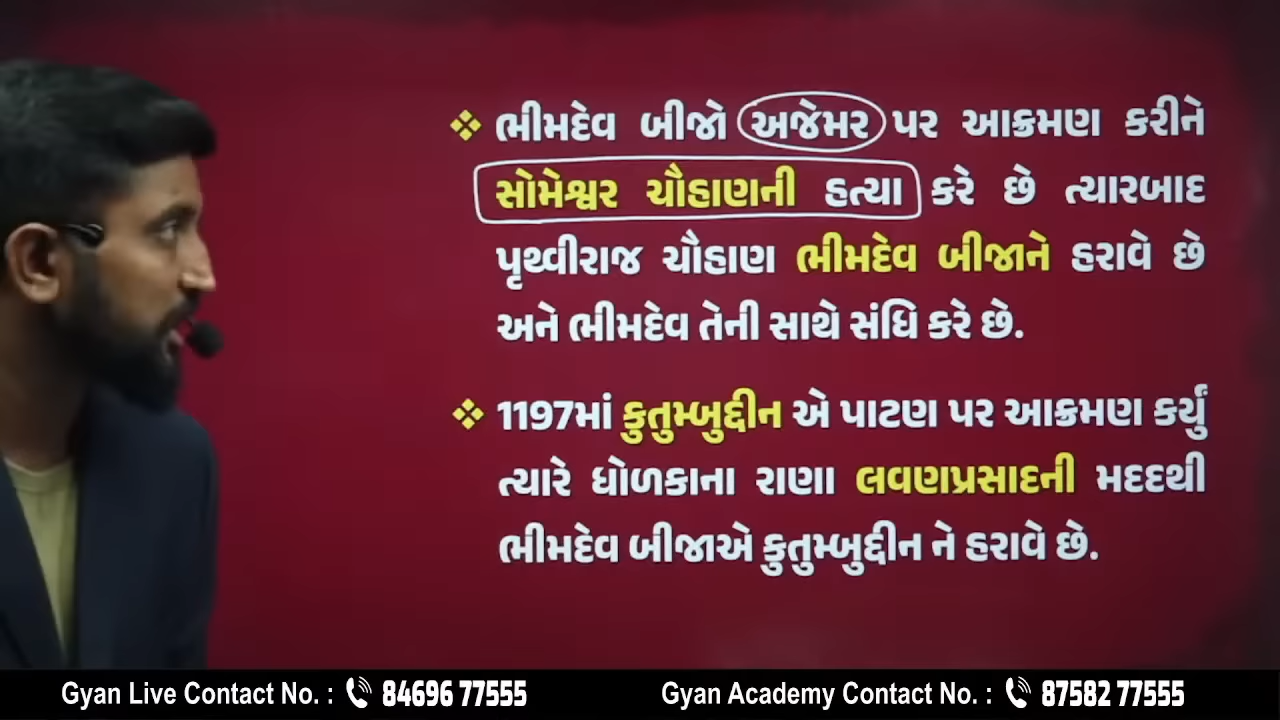 ❖ ભીમદેવ બીજો અજેમર પર આક્રમણ કરીને
સોમેશ્વર ચૌહાણની હત્યા કરે છે ત્યારબાદ
પૃથ્વીરાજ ચૌહાણ ભીમદેવ બીજાને હરાવે છે
અને ભીમદેવ તેની સાથે સંધિ કરે છે.
❖ 1197માં કુતુમ્બુદ્દીન એ પાટણ પર આક્રમણ કર્યું
ત્યારે ધોળકાના રાણા લવણપ્રસાદની મદદથી
ભીમદેવ બીજાએ કુતુમ્બુદ્દીન ને હરાવે છે.
Gyan Live Contact No. : 84696 77555
Gyan Academy Contact No. : 87582 77555